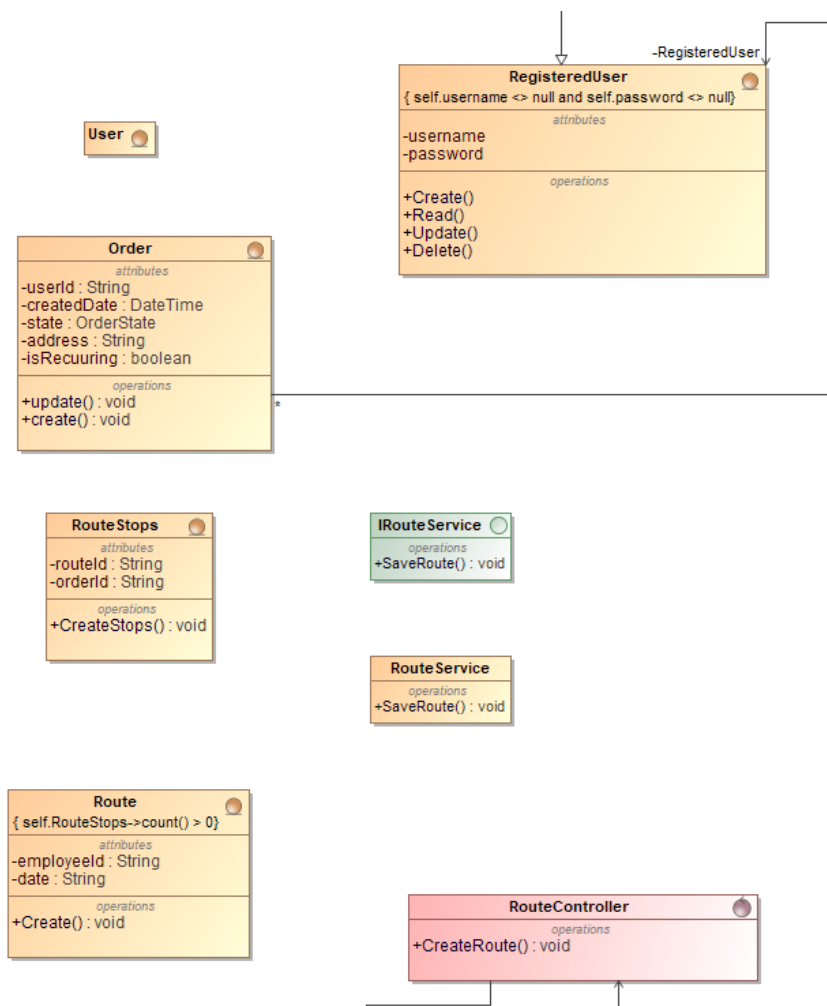 -RegisteredUser
RegisteredUser
{ self.username <> null and self.password <> null}
attributes
-username
-password
operations
+Create()
+Read()
+Update()
+Delete()
User
Order
attributes
-userId : String
-createdDate : DateTime
-state : OrderState
-address : String
-isRecuuring : boolean
operations
+update() : void
+create() : void
*
RouteStops
attributes
-routeId : String
-orderId : String
operations
+CreateStops() : void
IRouteService
operations
+SaveRoute() : void
RouteService
operations
+SaveRoute() : void
Route
{ self.RouteStops->count() > 0}
attributes
-employeeId : String
-date : String
operations
+Create() : void
RouteController
operations
+CreateRoute() : void